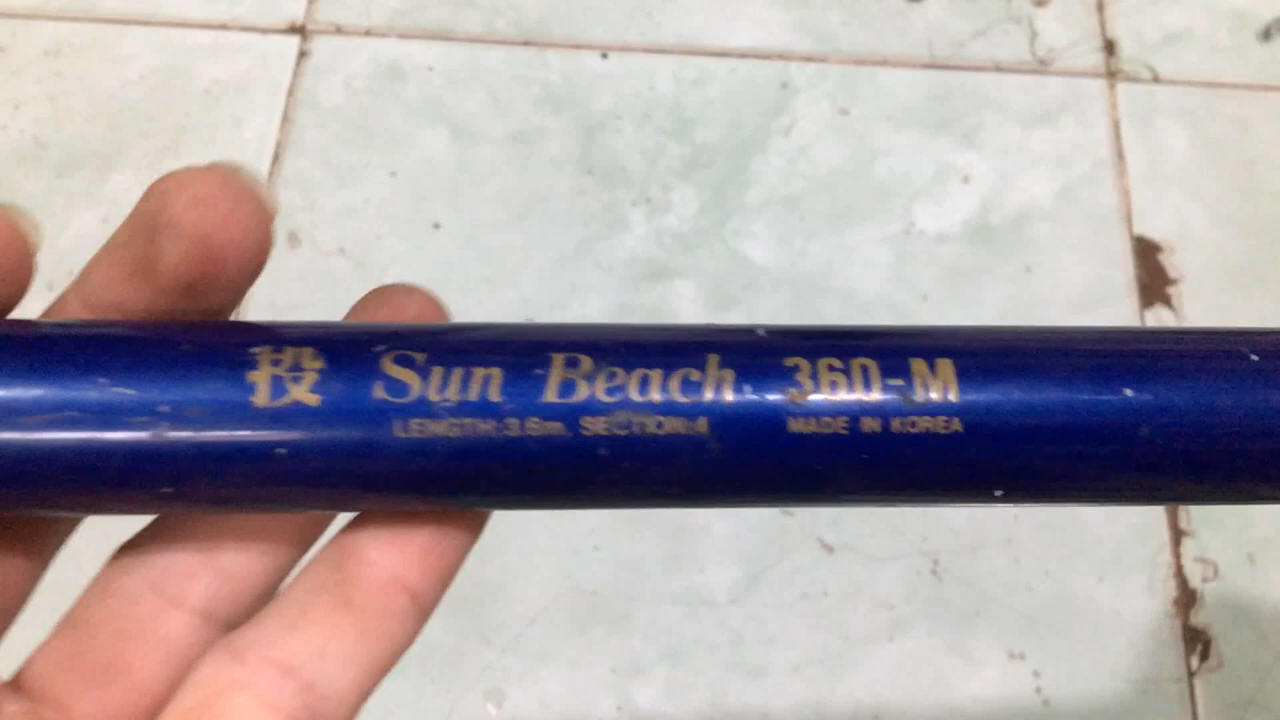 投 Sun Beach 360-M
LENGTH:3.6m. SECTION:4 MADE IN KOREA